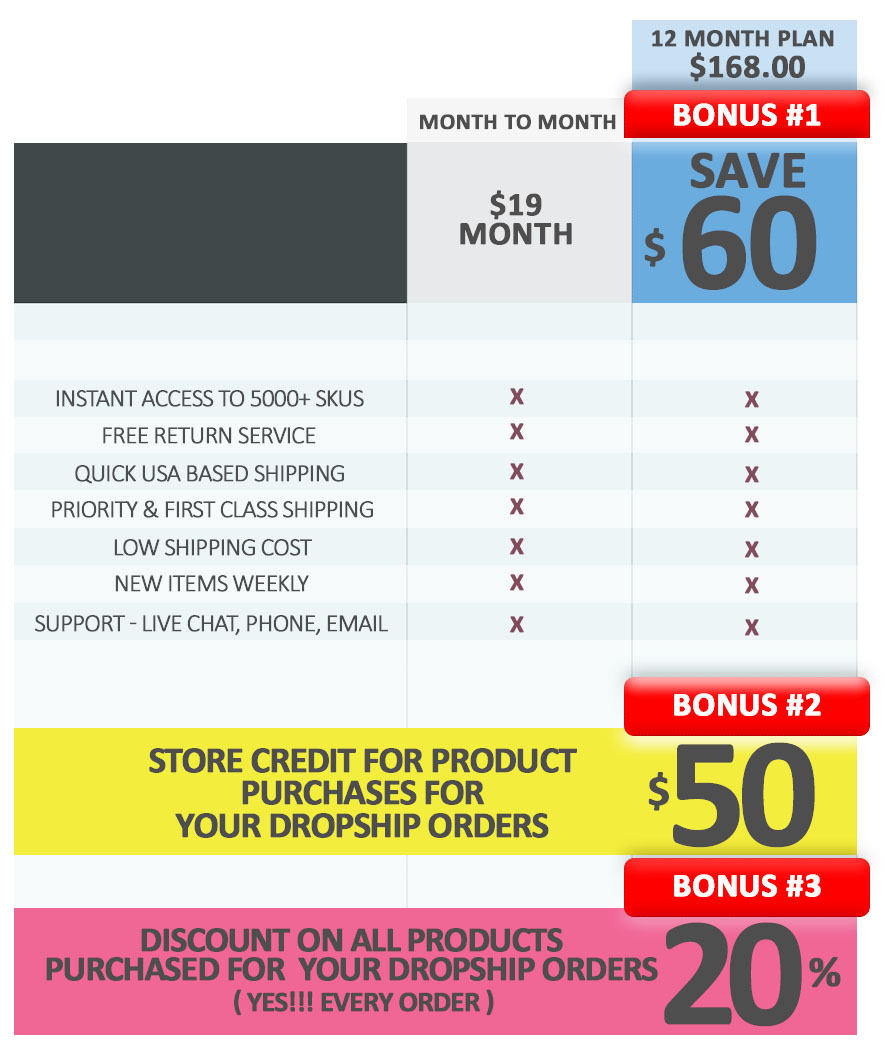 12 MONTH PLAN
$168.00
MONTH TO MONTH
BONUS #1
$19
MONTH
SAVE
$ 60
INSTANT ACCESS TO 5000+ SKUS X X
FREE RETURN SERVICE X X
QUICK USA BASED SHIPPING X X
PRIORITY & FIRST CLASS SHIPPING X X
LOW SHIPPING COST X X
NEW ITEMS WEEKLY X X
SUPPORT - LIVE CHAT, PHONE, EMAIL X X
BONUS #2
STORE CREDIT FOR PRODUCT
PURCHASES FOR
YOUR DROPSHIP ORDERS
$50
BONUS #3
DISCOUNT ON ALL PRODUCTS
PURCHASED FOR YOUR DROPSHIP ORDERS
( YES!!! EVERY ORDER )
20%